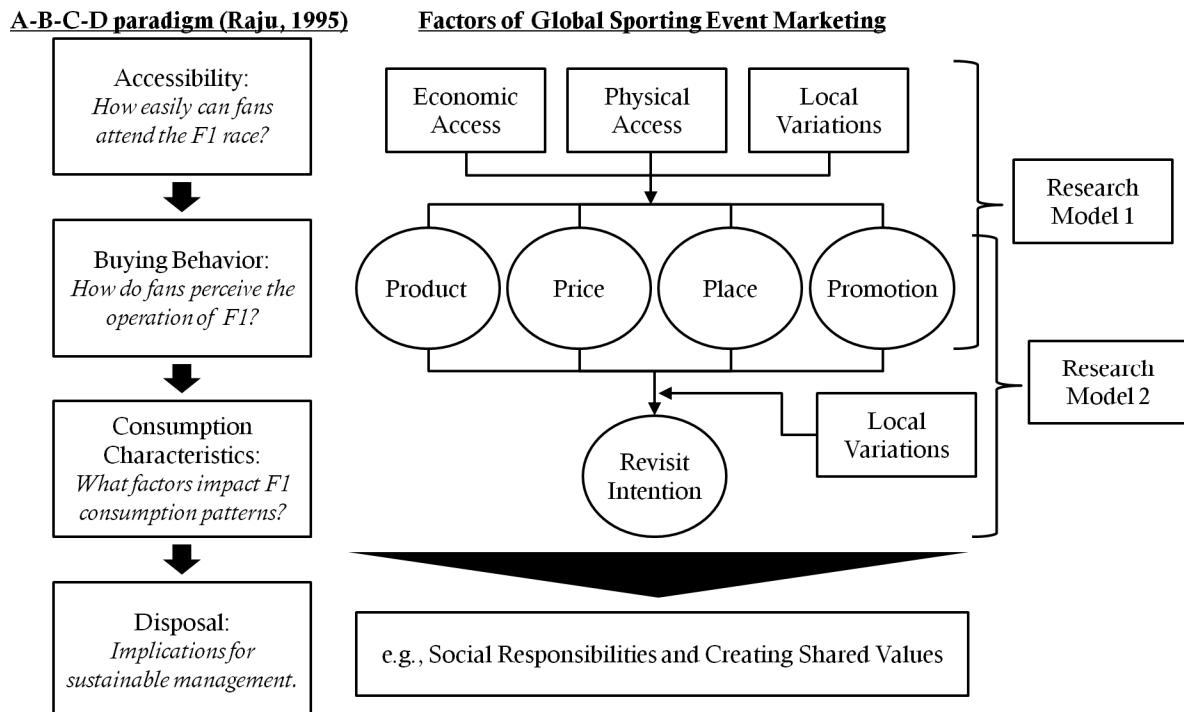 A-B-C-D paradigm (Raju, 1995)
Factors of Global Sporting Event Marketing
Accessibility:
How easily can fans
attend the F1 race?
Economic
Access
Physical
Access
Local
Variations
Research
Model 1
Buying Behavior:
How do fans perceive the
operation of F1?
Product
Price
Place
Promotion
Research
Model 2
Consumption
Characteristics:
What factors impact F1
consumption patterns?
Local
Variations
Revisit
Intention
Disposal:
Implications for
sustainable management.
e.g., Social Responsibilities and Creating Shared Values